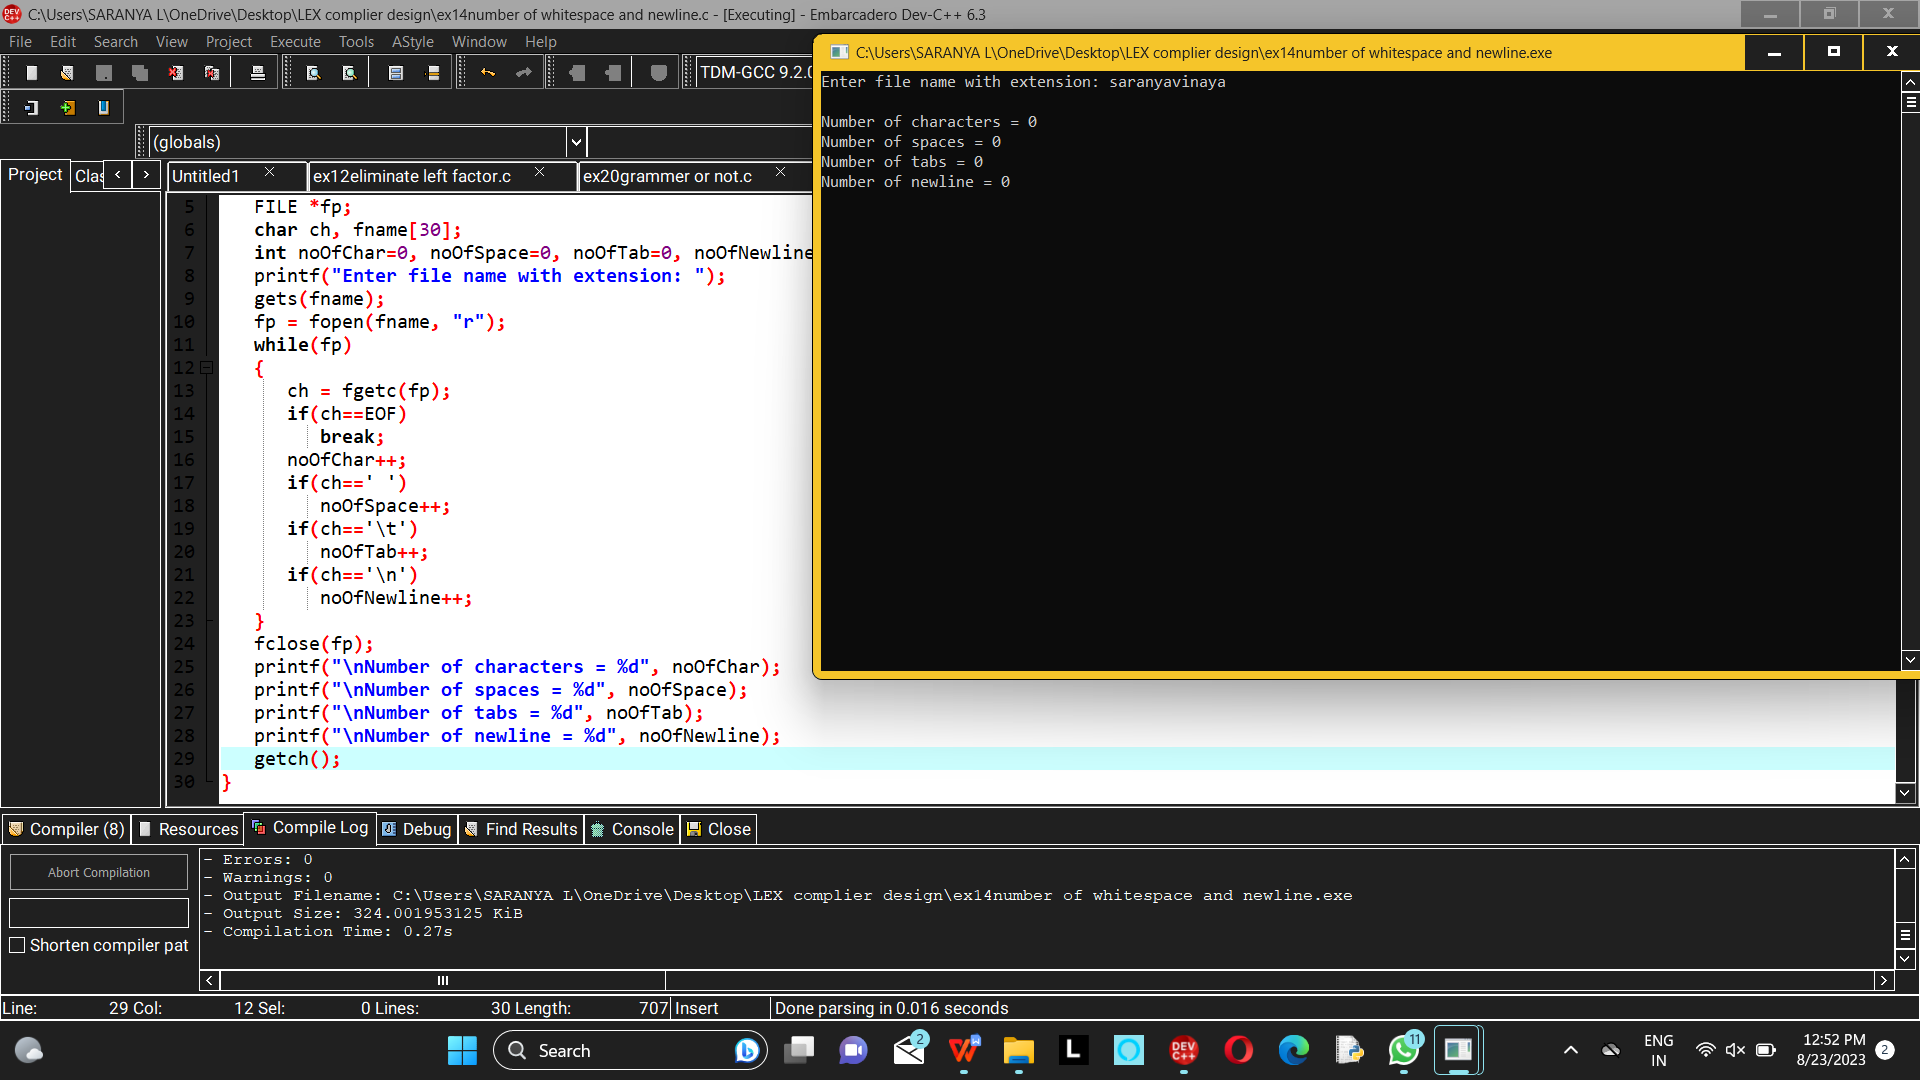 C:\Users\SARANYA L\OneDrive\Desktop\LEX complier design\ex14number of whitespace and newline.c - [Executing] - Embarcadero Dev-C++ 6.3
File Edit Search View Project Execute Tools AStyle Window Help
TDM-GCC 9.2.0
(globals)
Project Clas
Untitled1 ex12eliminate left factor.c ex20grammer or not.c
5 FILE *fp;
6 char ch, fname[30];
7 int noOfChar=0, noOfSpace=0, noOfTab=0, noOfNewline
8 printf("Enter file name with extension: ");
9 gets(fname);
10 fp = fopen(fname, "r");
11 while(fp)
12 {
13 ch = fgetc(fp);
14 if(ch==EOF)
15 break;
16 noOfChar++;
17 if(ch==' ')
18 noOfSpace++;
19 if(ch=='\t')
20 noOfTab++;
21 if(ch=='\n')
22 noOfNewline++;
23 }
24 fclose(fp);
25 printf("\nNumber of characters = %d", noOfChar);
26 printf("\nNumber of spaces = %d", noOfSpace);
27 printf("\nNumber of tabs = %d", noOfTab);
28 printf("\nNumber of newline = %d", noOfNewline);
29 getch();
30 }
C:\Users\SARANYA L\OneDrive\Desktop\LEX complier design\ex14number of whitespace and newline.exe
Enter file name with extension: saranyavinaya
Number of characters = 0
Number of spaces = 0
Number of tabs = 0
Number of newline = 0
Compiler (8) Resources Compile Log Debug Find Results Console Close
Abort Compilation
Shorten compiler pat
- Errors: 0
- Warnings: 0
- Output Filename: C:\Users\SARANYA L\OneDrive\Desktop\LEX complier design\ex14number of whitespace and newline.exe
- Output Size: 324.001953125 KiB
- Compilation Time: 0.27s
Line: 29 Col: 12 Sel: 0 Lines: 30 Length: 707 Insert Done parsing in 0.016 seconds
Search
2
L
DEV C++
11
ENG
IN
12:52 PM
8/23/2023
2